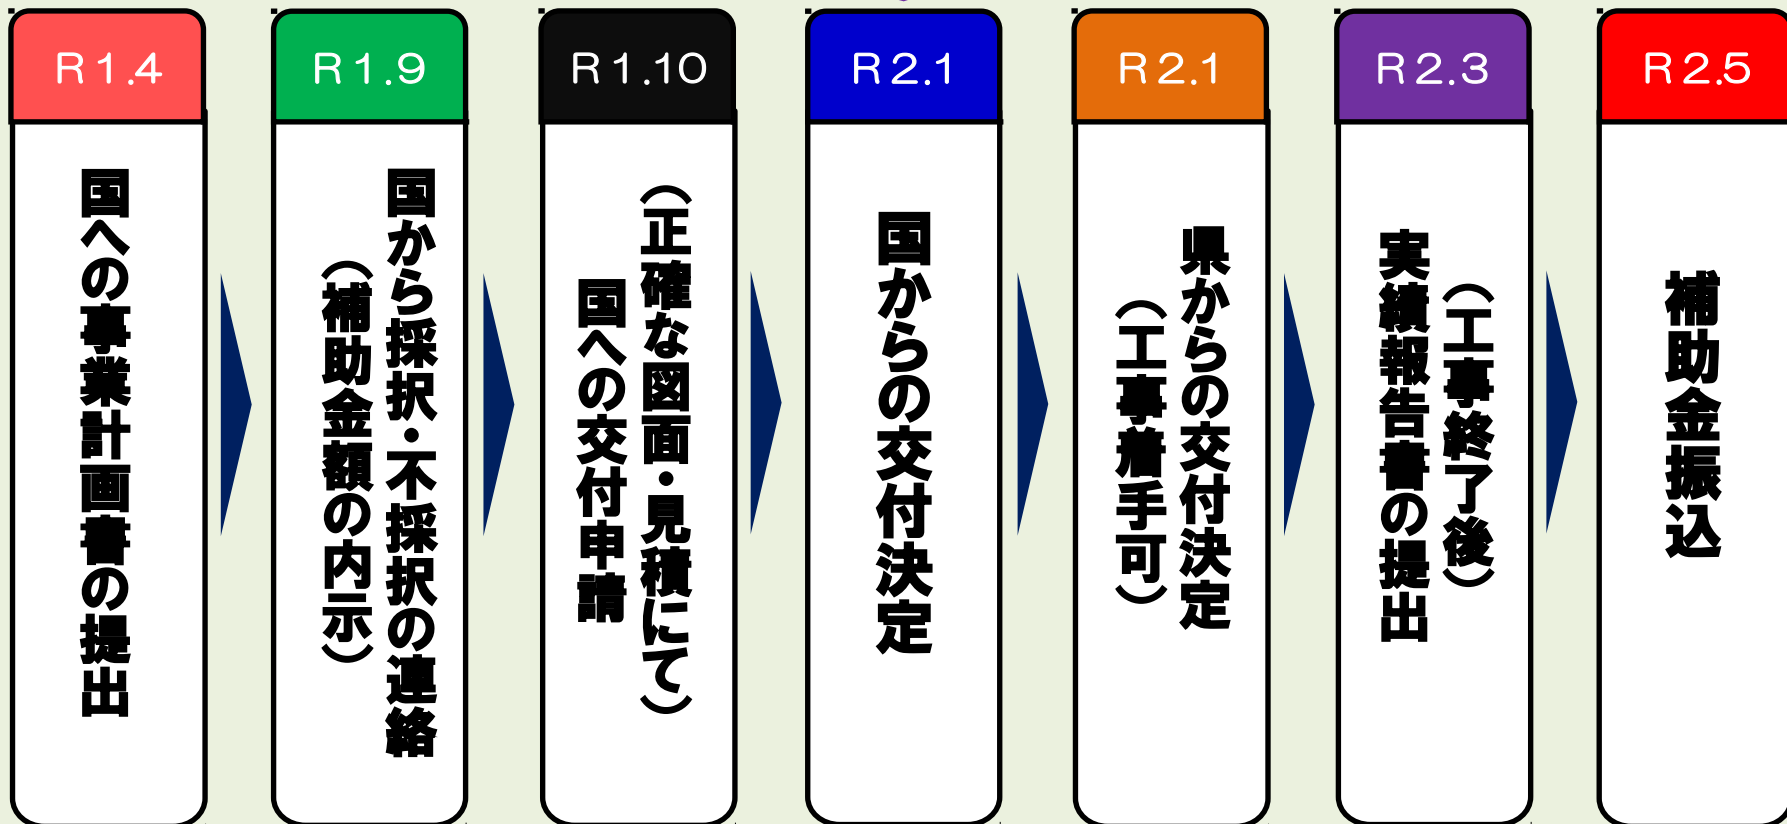 R1.4
国への事業計画書の提出
R1.9
国から採択・不採択の連絡
（補助金額の内示）
R1.10
（正確な図面・見積にて）
国への交付申請
R2.1
国からの交付決定
R2.1
県からの交付決定
（工事着手可）
R2.3
（工事終了後）
実績報告書の提出
R2.5
補助金振込